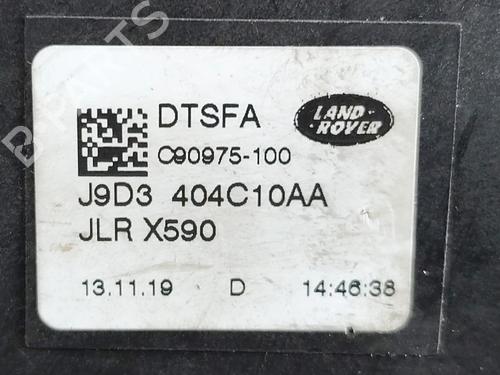 DTSFA
LAND
ROVER
C90975-100
J9D3 404C10AA
JLR X590
13.11.19 D 14:46:38